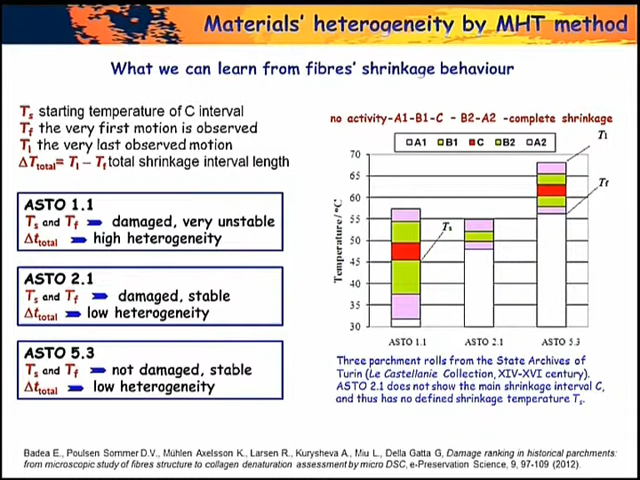 Materials' heterogeneity by MHT method
What we can learn from fibres' shrinkage behaviour
Ts starting temperature of C interval
Tf the very first motion is observed
Tl the very last observed motion
ΔTtotal= Tl – Tf total shrinkage interval length
ASTO 1.1
Ts and Tf damaged, very unstable
Δttotal high heterogeneity
ASTO 2.1
Ts and Tf damaged, stable
Δttotal low heterogeneity
ASTO 5.3
Ts and Tf not damaged, stable
Δttotal low heterogeneity
no activity-A1-B1-C – B2-A2 -complete shrinkage
A1 B1 C B2 A2
Temperature/°C
70
65
60
55
50
45
40
35
30
Tl
Tf
Ts
ASTO 1.1 ASTO 2.1 ASTO 5.3
Three parchment rolls from the State Archives of
Turin (Le Castellanie Collection, XIV-XVI century).
ASTO 2.1 does not show the main shrinkage interval C,
and thus has no defined shrinkage temperature Ts.
Badea E., Poulsen Sommer D.V., Mühlen Axelsson K., Larsen R., Kurysheva A., Miu L., Della Gatta G, Damage ranking in historical parchments:
from microscopic study of fibres structure to collagen denaturation assessment by micro DSC, e-Preservation Science, 9, 97-109 (2012).